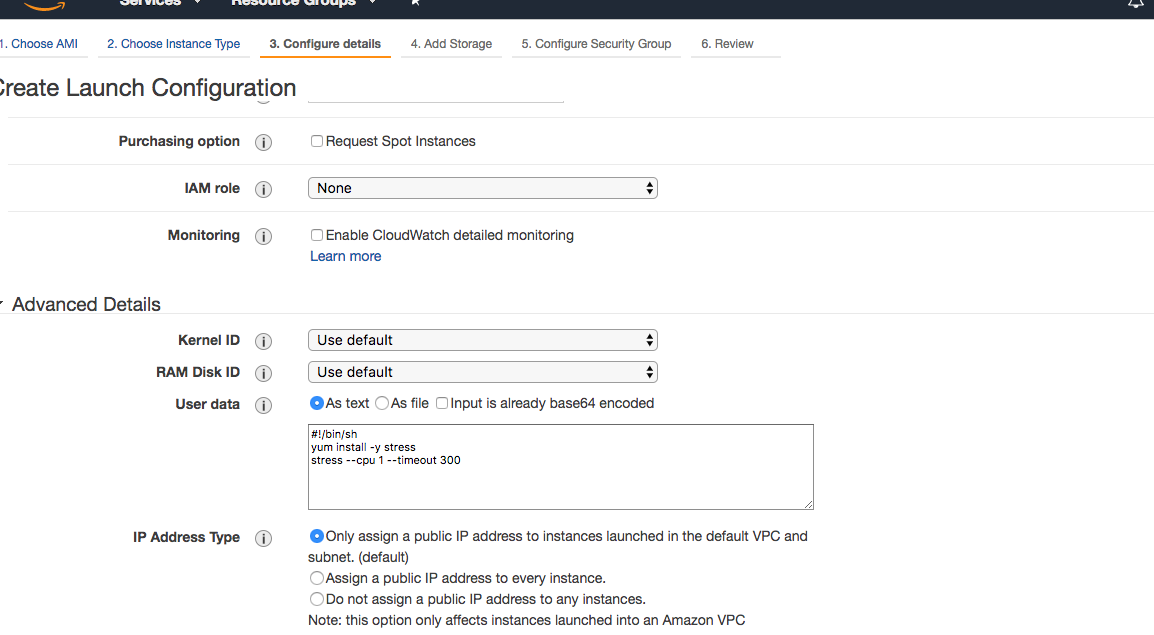 Services Resource Groups
1. Choose AMI 2. Choose Instance Type 3. Configure details 4. Add Storage 5. Configure Security Group 6. Review
Create Launch Configuration
Purchasing option i Request Spot Instances
IAM role i None
Monitoring i Enable CloudWatch detailed monitoring
Learn more
Advanced Details
Kernel ID i Use default
RAM Disk ID i Use default
User data i As text As file Input is already base64 encoded
#!/bin/sh
yum install -y stress
stress --cpu 1 --timeout 300
IP Address Type i Only assign a public IP address to instances launched in the default VPC and
subnet. (default)
Assign a public IP address to every instance.
Do not assign a public IP address to any instances.
Note: this option only affects instances launched into an Amazon VPC